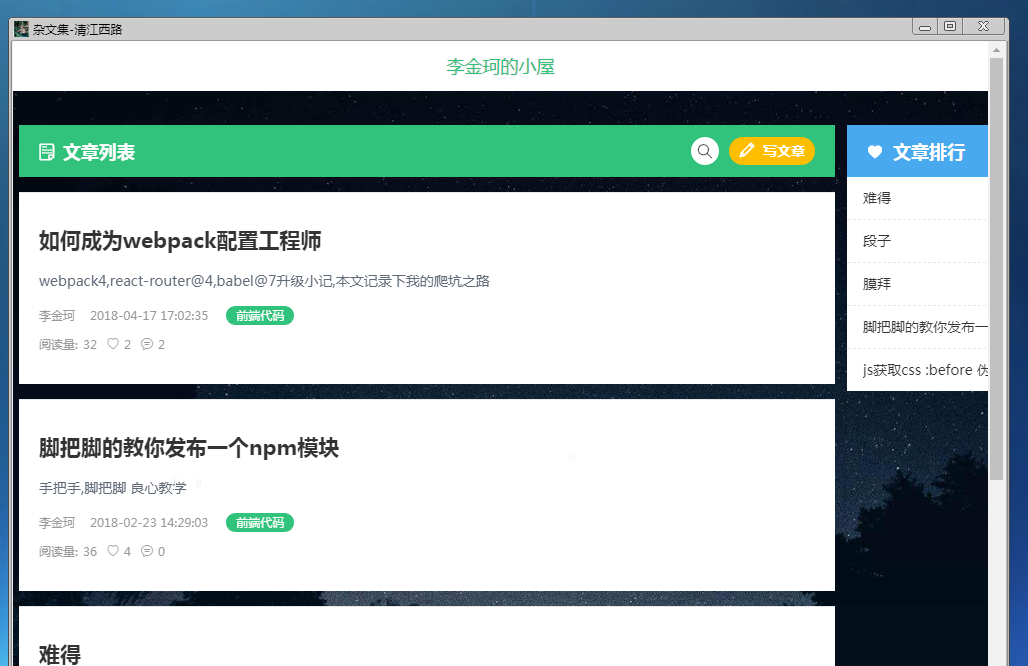 杂文集-清江西路
李金珂的小屋
文章列表
写文章
如何成为webpack配置工程师
webpack4,react-router@4,babel@7升级小记,本文记录下我的爬坑之路
李金珂 2018-04-17 17:02:35 前端代码
阅读量: 32 2 2
脚把脚的教你发布一个npm模块
手把手,脚把脚 良心教学
李金珂 2018-02-23 14:29:03 前端代码
阅读量: 36 4 0
难得
文章排行
难得
段子
膜拜
脚把脚的教你发布一
js获取css :before 伪